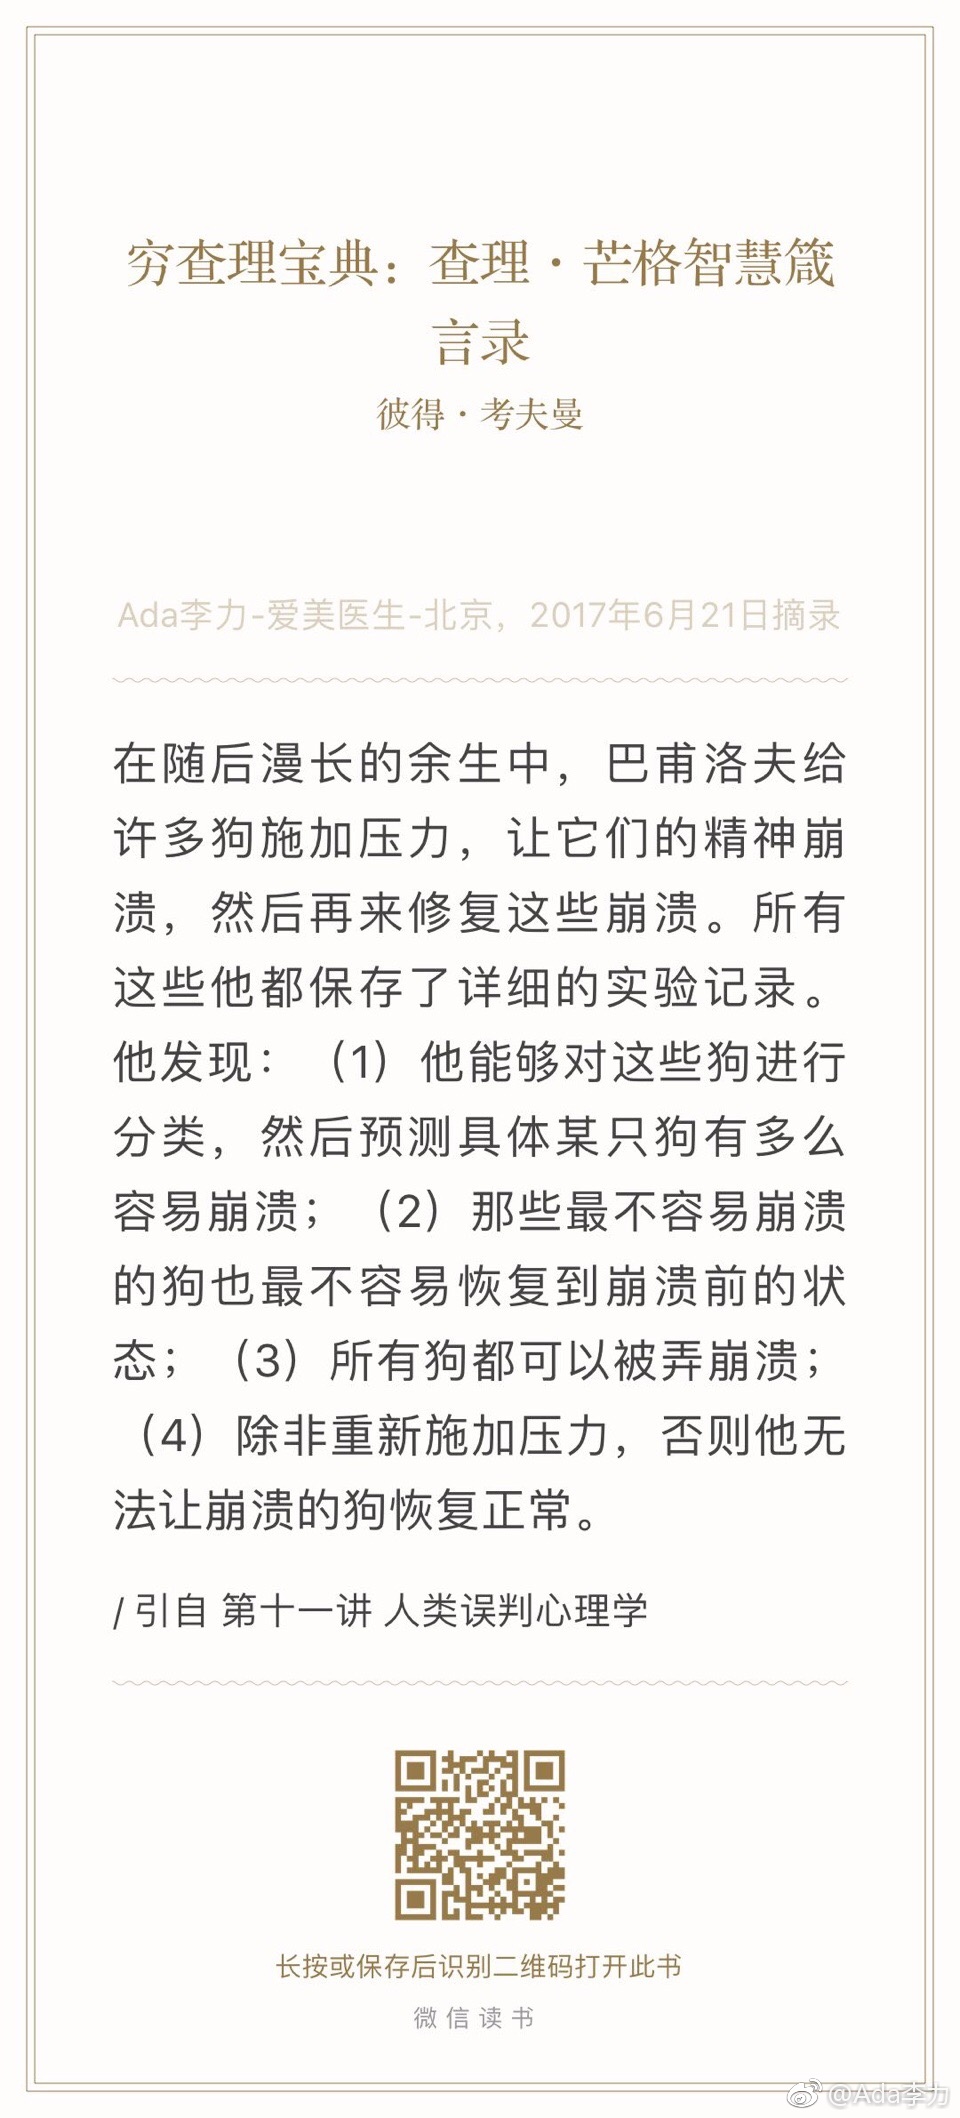 穷查理宝典：查理·芒格智慧箴
言录
彼得·考夫曼
Ada李力-爱美医生-北京，2017年6月21日摘录
在随后漫长的余生中，巴甫洛夫给
许多狗施加压力，让它们的精神崩
溃，然后再来修复这些崩溃。所有
这些他都保存了详细的实验记录。
他发现：（1）他能够对这些狗进行
分类，然后预测具体某只狗有多么
容易崩溃；（2）那些最不容易崩溃
的狗也最不容易恢复到崩溃前的状
态；（3）所有狗都可以被弄崩溃；
（4）除非重新施加压力，否则他无
法让崩溃的狗恢复正常。
/ 引自 第十一讲 人类误判心理学
长按或保存后识别二维码打开此书
微信读书
@Ada李力